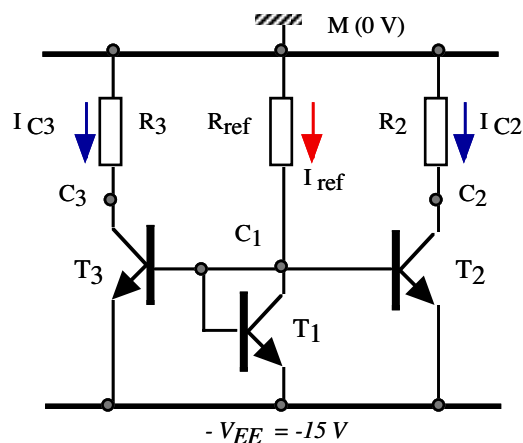 M (0 V)
I C3
R3
Rref
R2
I C2
I ref
C3
C1
C2
T3
T2
T1
- VEE = -15 V